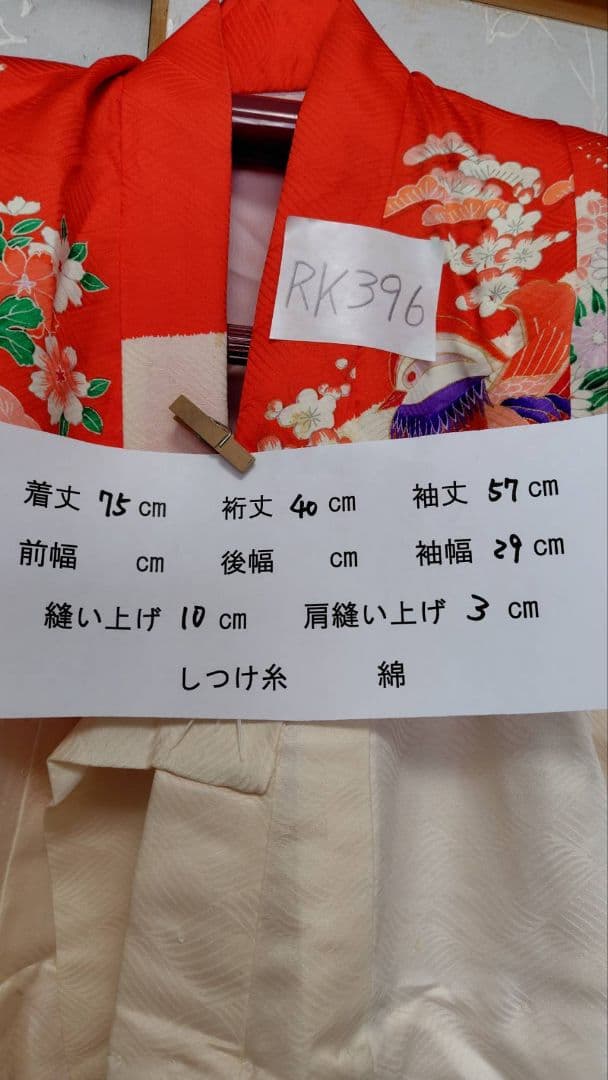 RK396
着丈 75 cm 裄丈 40 cm 袖丈 57 cm
前幅 cm 後幅 cm 袖幅 29 cm
縫い上げ 10 cm 肩縫い上げ 3 cm
しつけ糸 綿